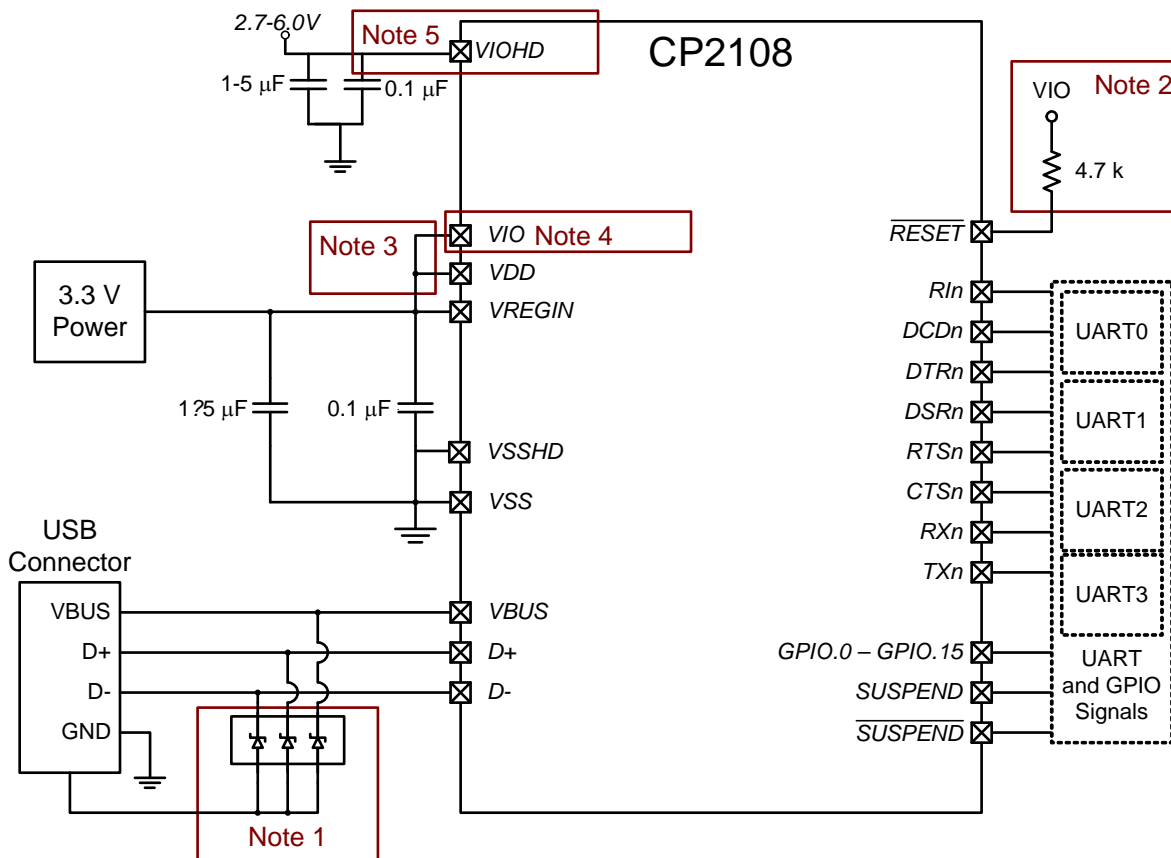 2.7-6.0V
Note 5
VIOHD
CP2108
1-5 μF
0.1 μF
VIO
Note 2
4.7 k
VIO
Note 4
Note 3
VDD
3.3 V
Power
VREGIN
1?5 μF
0.1 μF
VSSHD
VSS
RESET
RIn
DCDn
DTRn
DSRn
RTSn
CTSn
RXn
TXn
UART0
UART1
UART2
UART3
USB
Connector
VBUS
D+
D-
GND
VBUS
D+
D-
GPIO.0 – GPIO.15
SUSPEND
SUSPEND
UART
and GPIO
Signals
Note 1